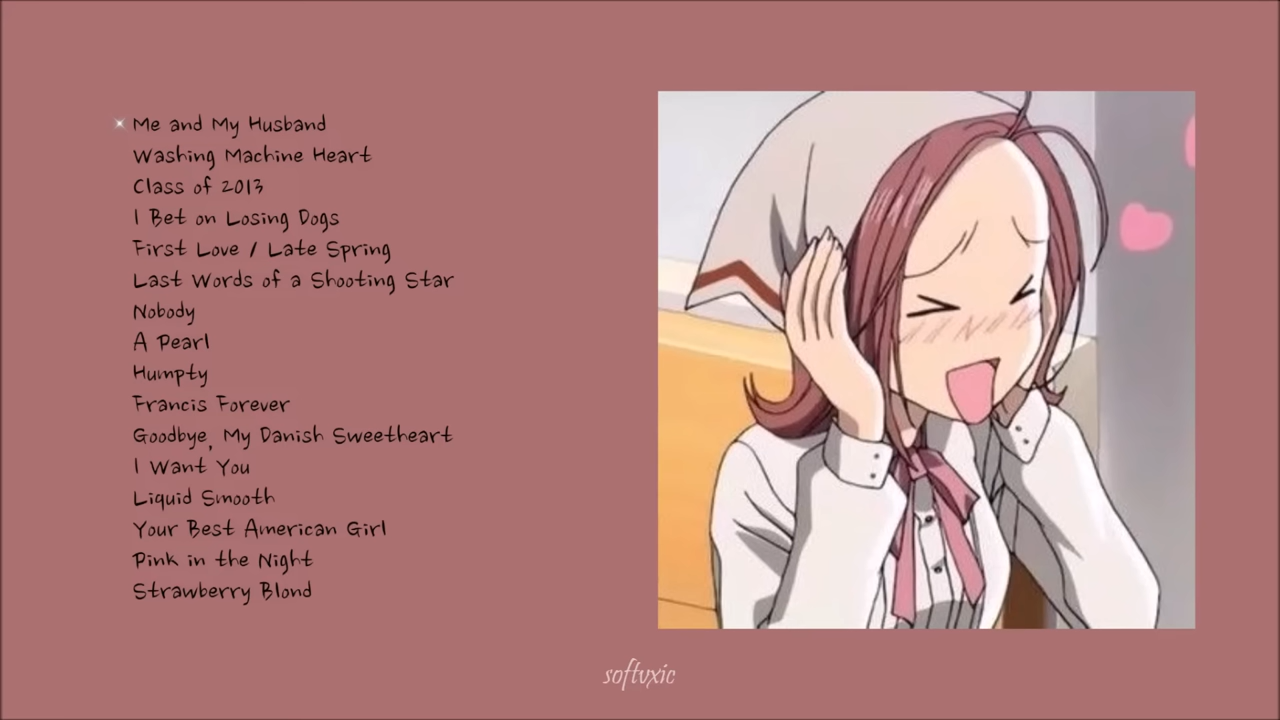 Me and My Husband
Washing Machine Heart
Class of 2013
I Bet on Losing Dogs
First Love / Late Spring
Last Words of a Shooting Star
Nobody
A Pearl
Humpty
Francis Forever
Goodbye, My Danish Sweetheart
I Want You
Liquid Smooth
Your Best American Girl
Pink in the Night
Strawberry Blond
softvxic